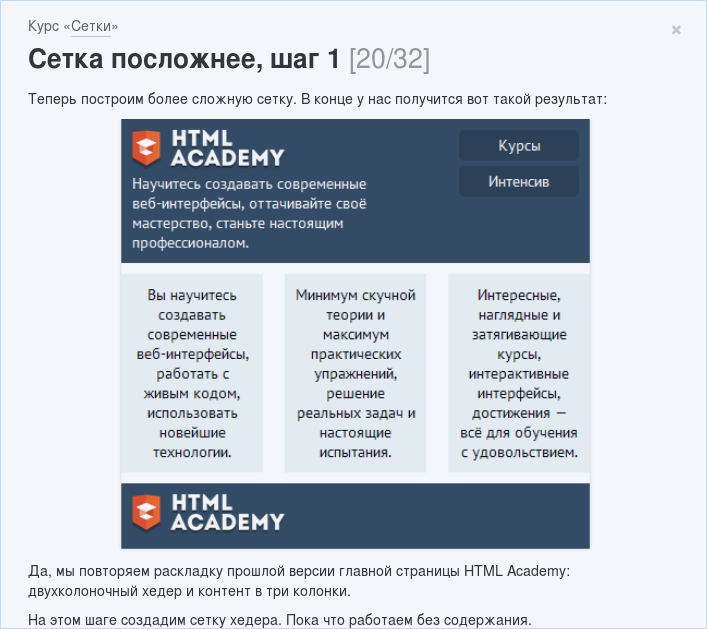 Курс «Сетки»
×
Сетка посложнее, шаг 1 [20/32]
Теперь построим более сложную сетку. В конце у нас получится вот такой результат:
HTML
ACADEMY
Научитесь создавать современные
веб-интерфейсы, оттачивайте своё
мастерство, станьте настоящим
профессионалом.
Курсы
Интенсив
Вы научитесь
создавать
современные
веб-интерфейсы,
работать с
живым кодом,
использовать
новейшие
технологии.
Минимум скучной
теории и
максимум
практических
упражнений,
решение
реальных задач и
настоящие
испытания.
Интересные,
наглядные и
затягивающие
курсы,
интерактивные
интерфейсы,
достижения —
всё для обучения
с удовольствием.
HTML
ACADEMY
Да, мы повторяем раскладку прошлой версии главной страницы HTML Academy:
двухколоночный хедер и контент в три колонки.
На этом шаге создадим сетку хедера. Пока что работаем без содержания.